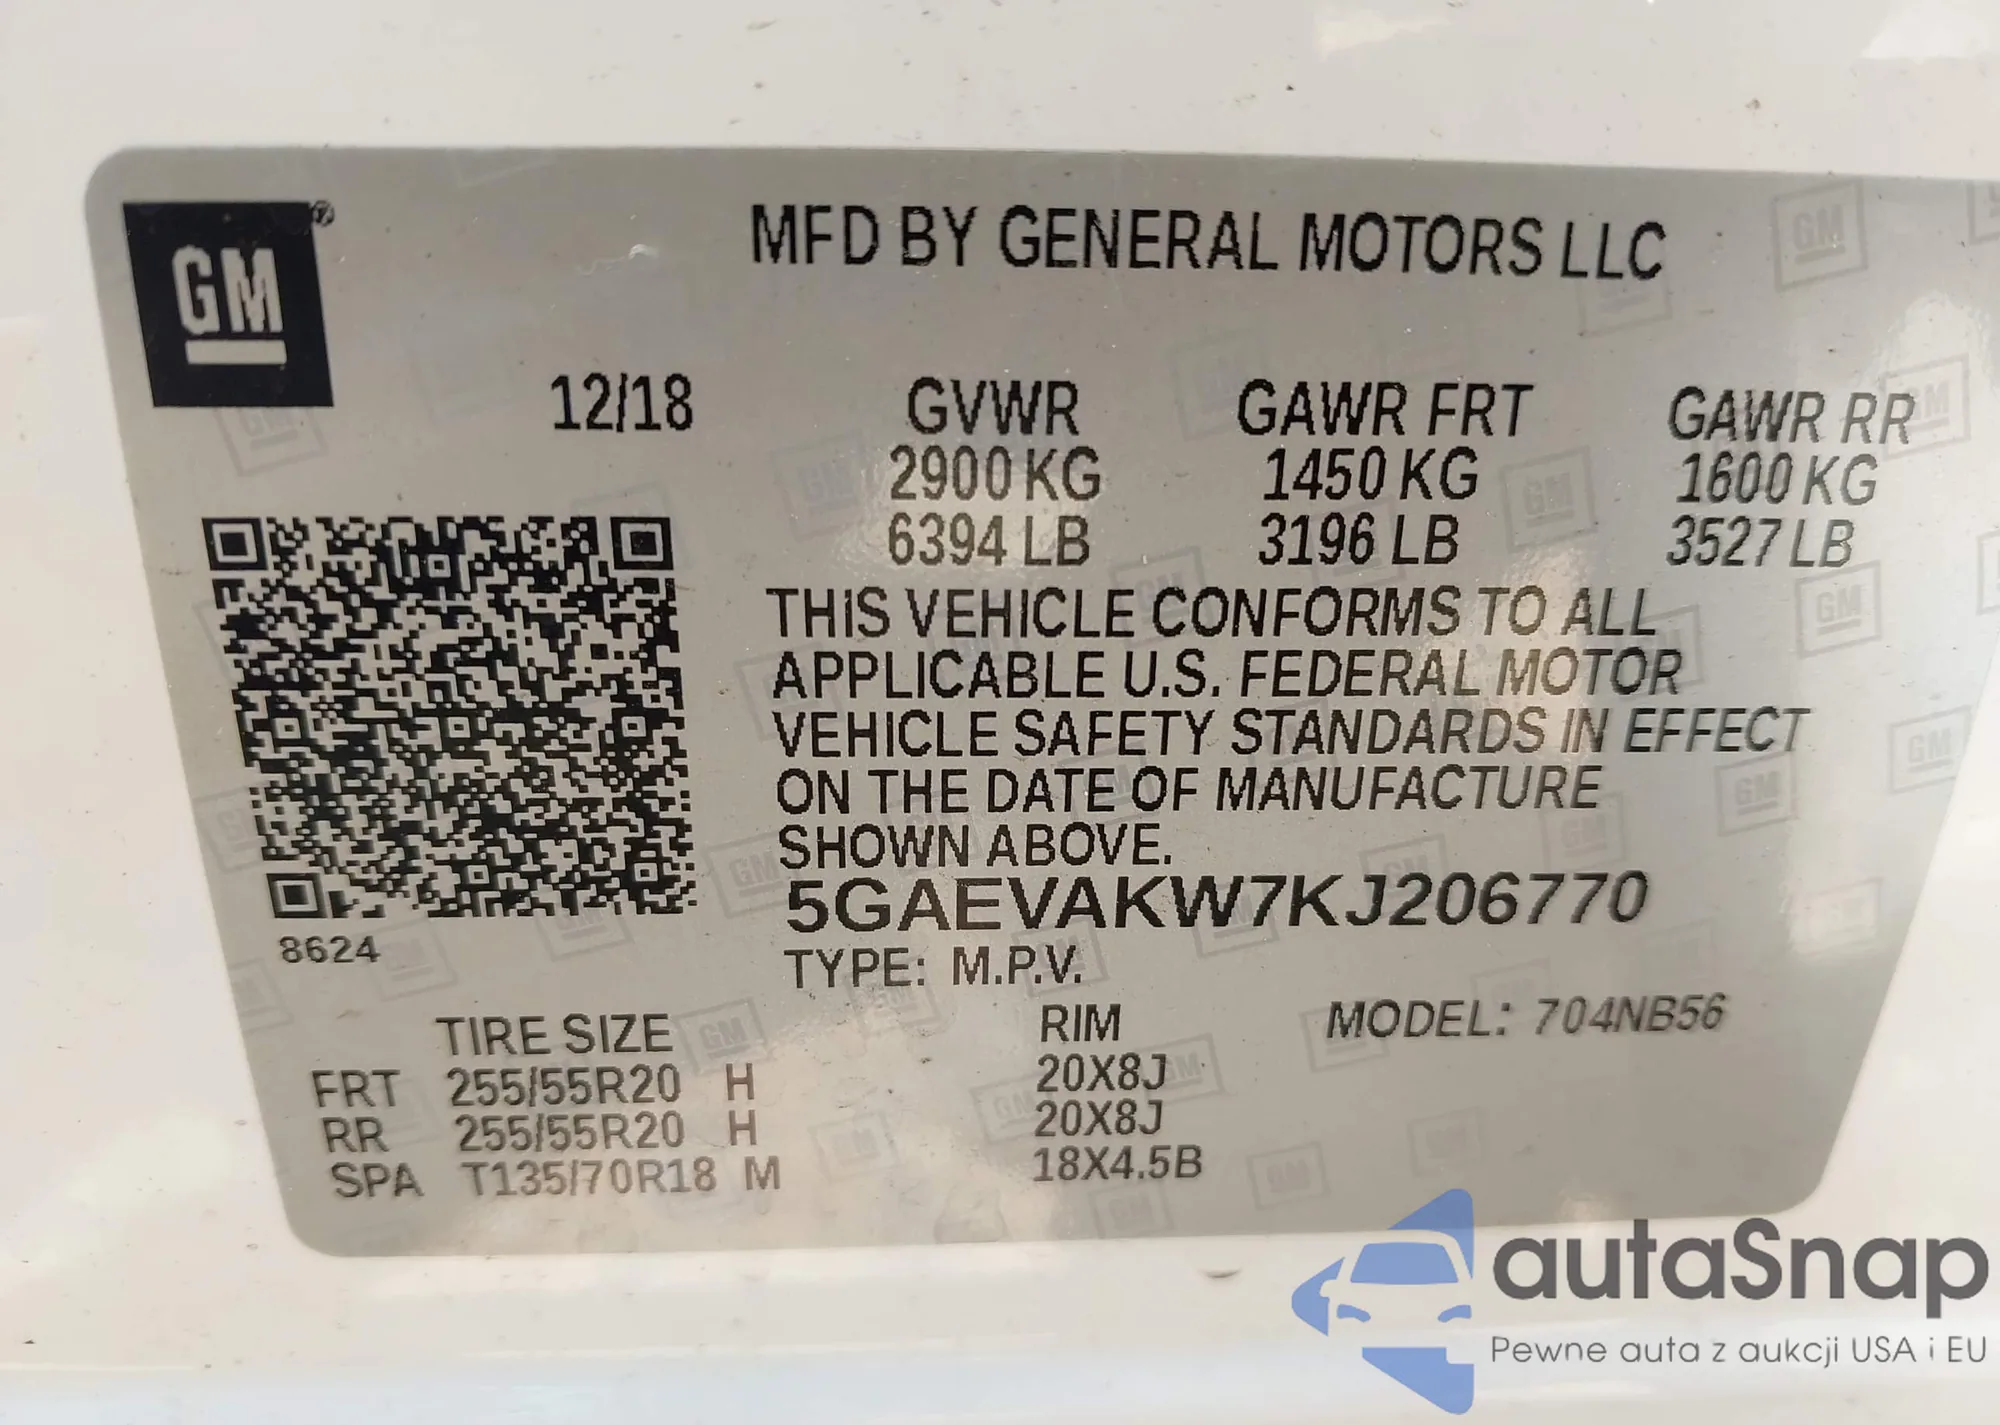 GM
MFD BY GENERAL MOTORS LLC
12/18 GVWR GAWR FRT GAWR RR
2900 KG 1450 KG 1600 KG
6394 LB 3196 LB 3527 LB
THIS VEHICLE CONFORMS TO ALL
APPLICABLE U.S. FEDERAL MOTOR
VEHICLE SAFETY STANDARDS IN EFFECT
ON THE DATE OF MANUFACTURE
SHOWN ABOVE.
5GAEVAKW7KJ206770
8624
TYPE: M.P.V.
MODEL: 704NB56
TIRE SIZE RIM
FRT 255/55R20 H 20X8J
RR 255/55R20 H 20X8J
SPA T135/70R18 M 18X4.5B
autaSnap
Pewne auta z aukcji USA i EU